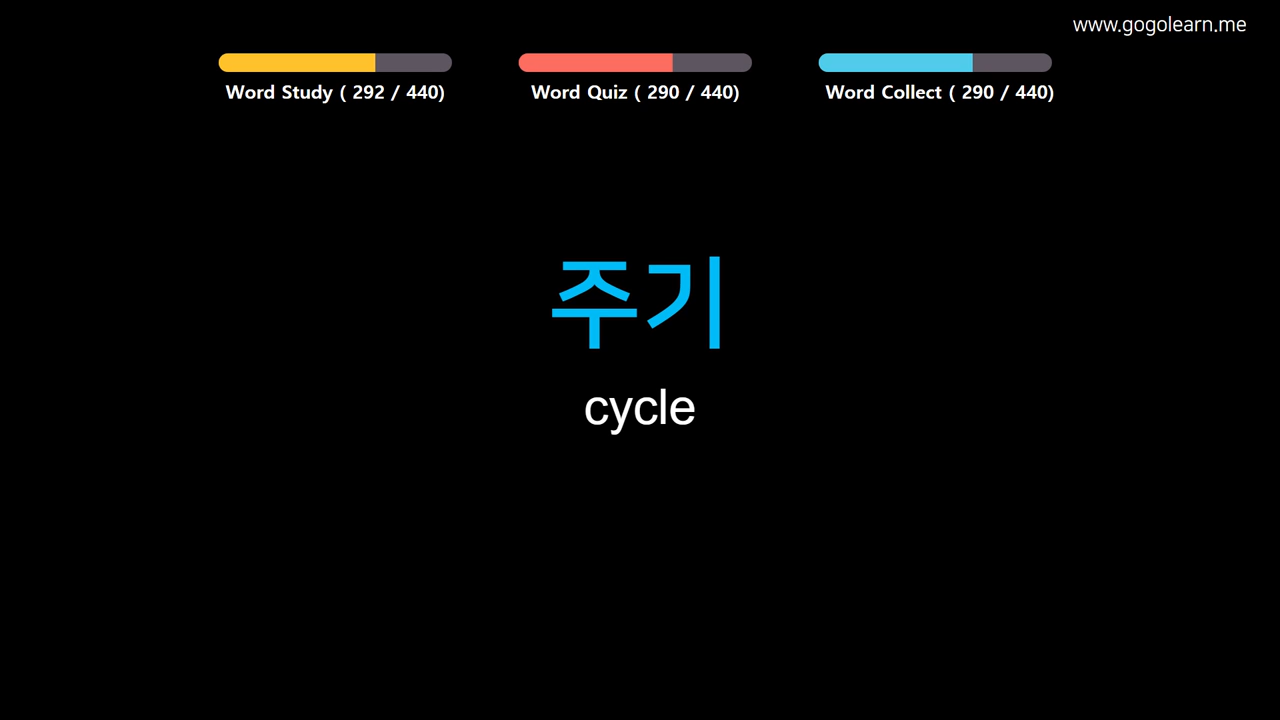 www.gogolearn.me
Word Study ( 292 / 440)
Word Quiz ( 290 / 440)
Word Collect ( 290 / 440)
주기
cycle